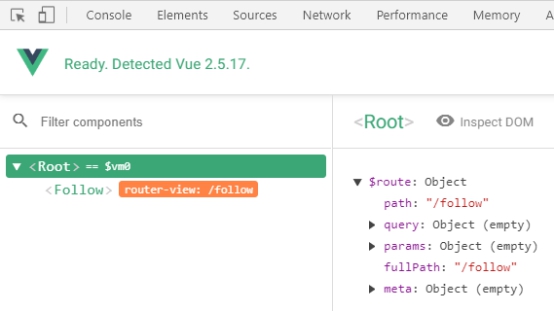 Console Elements Sources Network Performance Memory A
Ready. Detected Vue 2.5.17.
Filter components
<Root> Inspect DOM
<Root> == $vm0
<Follow> router-view: /follow
$route: Object
path: "/follow"
query: Object (empty)
params: Object (empty)
fullPath: "/follow"
meta: Object (empty)